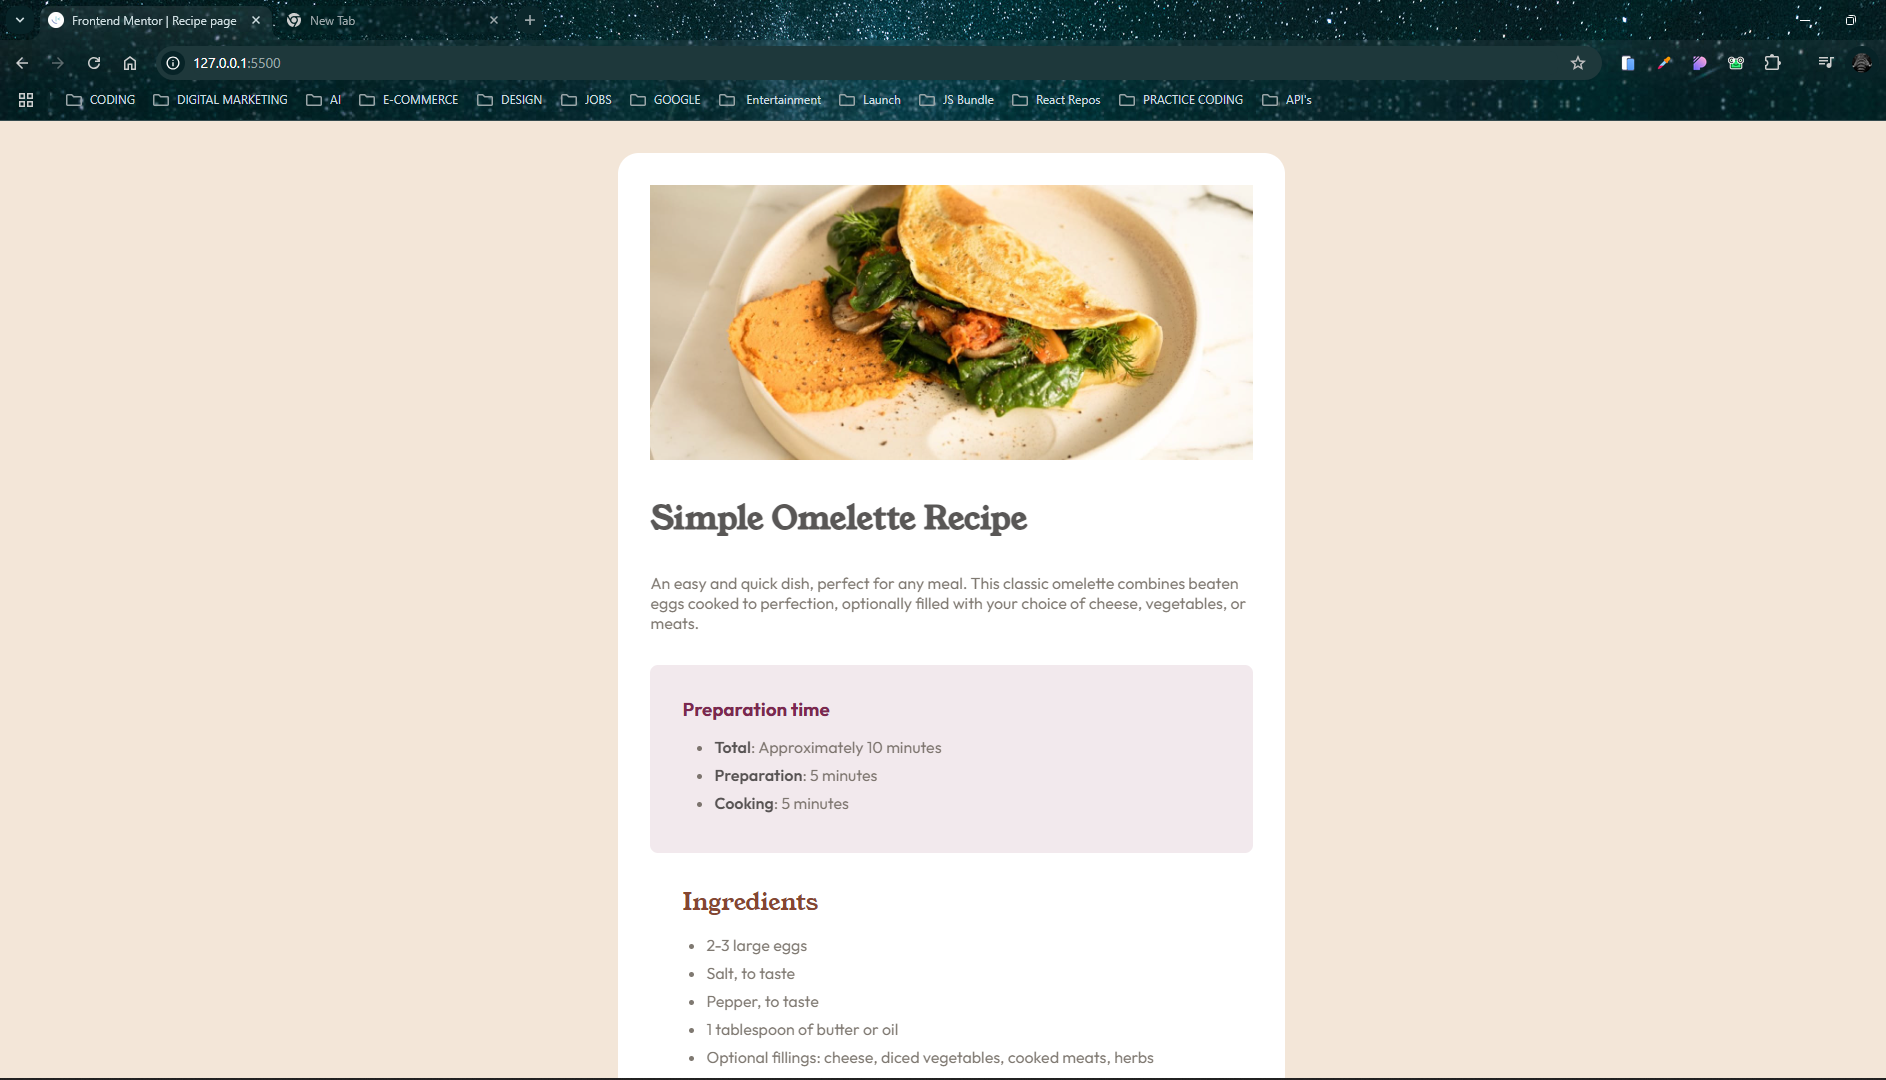 Frontend Mentor | Recipe page
New Tab
127.0.0.1:5500
CODING
DIGITAL MARKETING
AI
E-COMMERCE
DESIGN
JOBS
GOOGLE
Entertainment
Launch
JS Bundle
React Repos
PRACTICE CODING
API's
Simple Omelette Recipe
An easy and quick dish, perfect for any meal. This classic omelette combines beaten
eggs cooked to perfection, optionally filled with your choice of cheese, vegetables, or
meats.
Preparation time
Total: Approximately 10 minutes
Preparation: 5 minutes
Cooking: 5 minutes
Ingredients
2-3 large eggs
Salt, to taste
Pepper, to taste
1 tablespoon of butter or oil
Optional fillings: cheese, diced vegetables, cooked meats, herbs